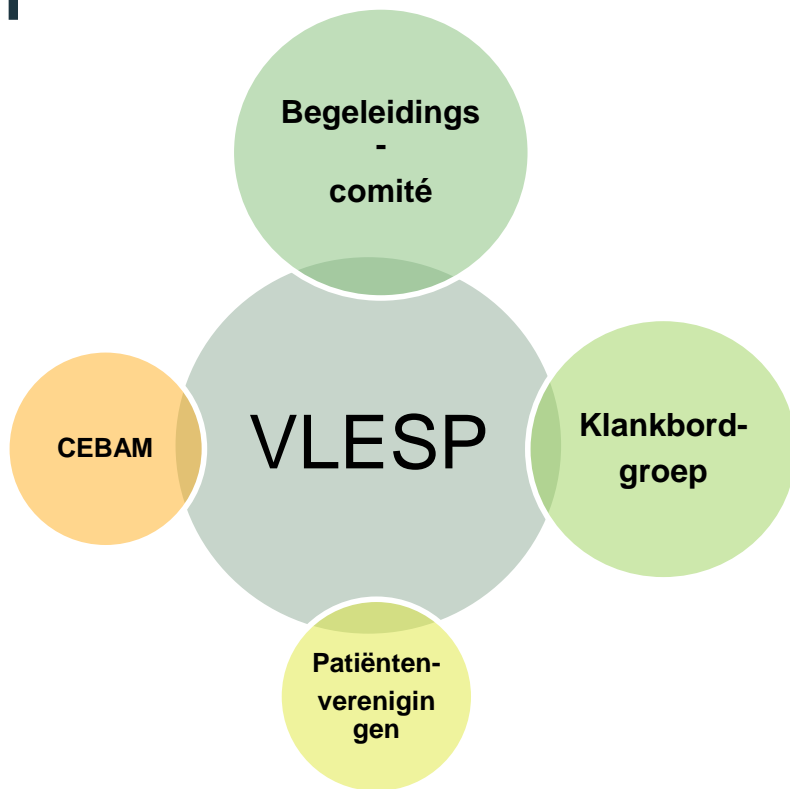 Begeleidings
-
comité
VLESP
CEBAM
Klankbord-
groep
Patiënten-
verenigin
gen